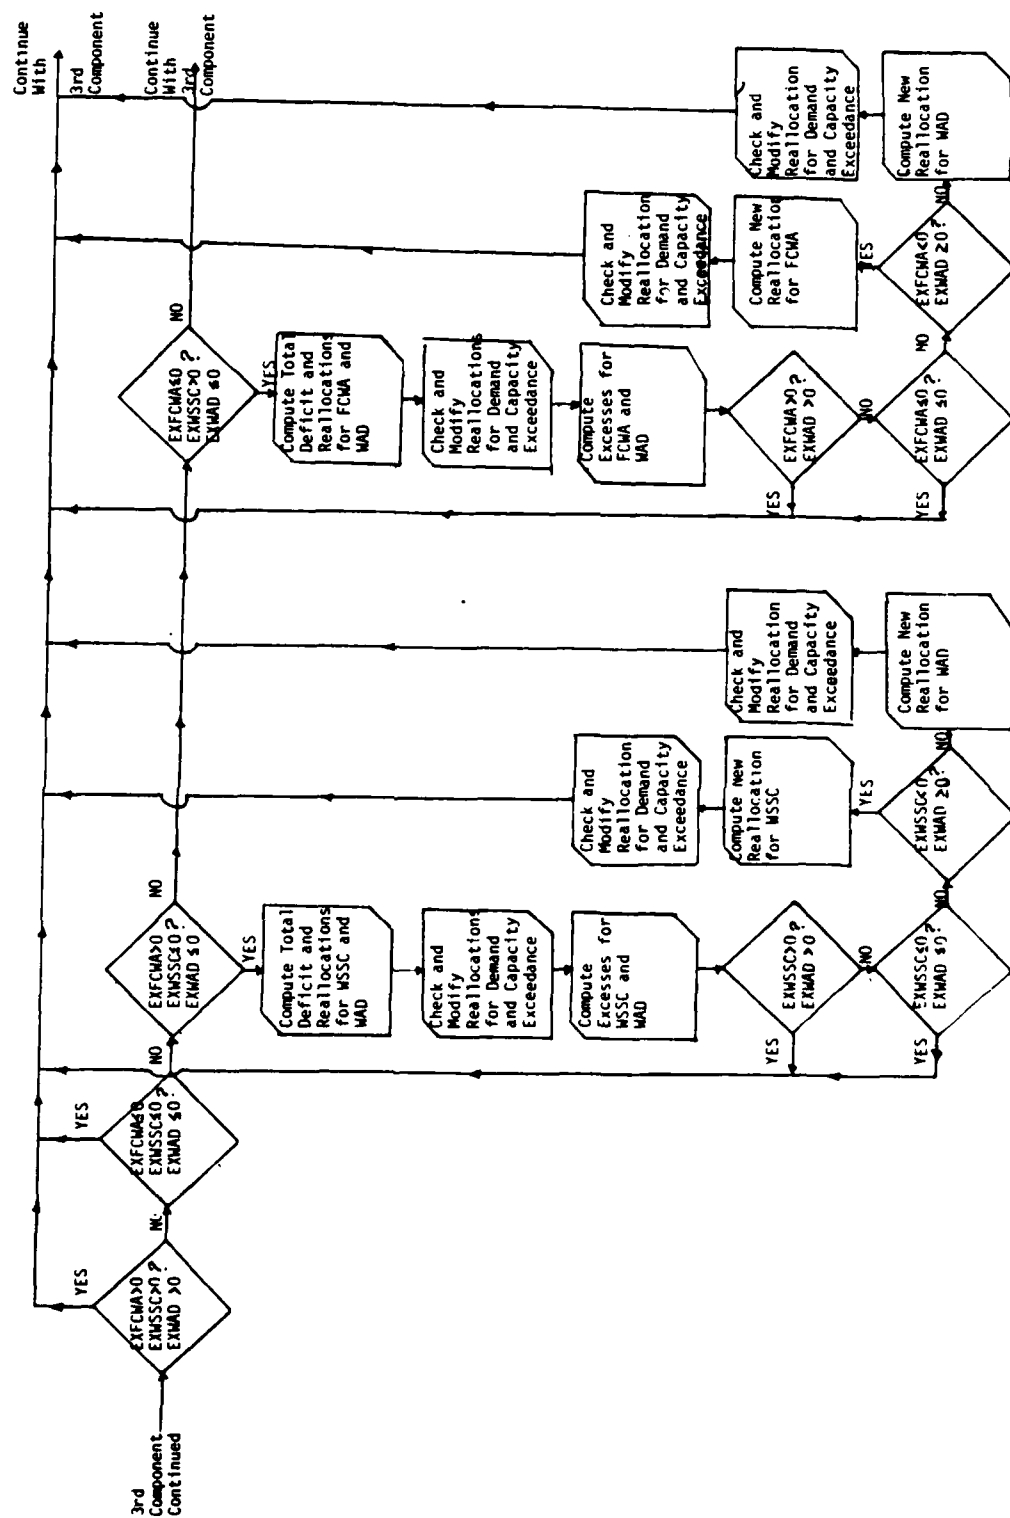 3rd
Component
Continued
EXFCWA>0
EXWSSC>0?
EXWAD >0
YES
NO
EXFCWA≤0
EXWSSC≤0?
EXWAD ≤0
YES
NO
EXFCWA>0
EXWSSC≤0?
EXWAD ≤0
NO
YES
Compute Total
Deficit and
Reallocations
for WSSC and
WAD
Check and
Modify
Reallocations
for Demand
and Capacity
Exceedance
Compute
Excesses for
WSSC and
WAD
EXWSSC>0?
EXWAD >0
YES
NO
EXWSSC≤0?
EXWAD ≤0
YES
NO
EXWSSC<0?
EXWAD ≥0
YES
NO
Compute New
Reallocation
for WSSC
Check and
Modify
Reallocation
for Demand
and Capacity
Exceedance
Compute New
Reallocation
for WAD
Check and
Modify
Reallocation
for Demand
and Capacity
Exceedance
EXFCWA≤0
EXWSSC>0?
EXWAD ≤0
NO
YES
Compute Total
Deficit and
Reallocations
for FCWA and
WAD
Check and
Modify
Reallocations
for Demand
and Capacity
Exceedance
Compute
Excesses for
FCWA and
WAD
EXFCWA>0?
EXWAD >0
YES
NO
EXFCWA≤0?
EXWAD ≤0
YES
NO
EXFCWA<0?
EXWAD ≥0
YES
NO
Compute New
Reallocation
for FCWA
Check and
Modify
Reallocation
for Demand
and Capacity
Exceedance
Compute New
Reallocation
for WAD
Check and
Modify
Reallocation
for Demand
and Capacity
Exceedance
Continue
With
3rd
Component
Continue
With
3rd
Component